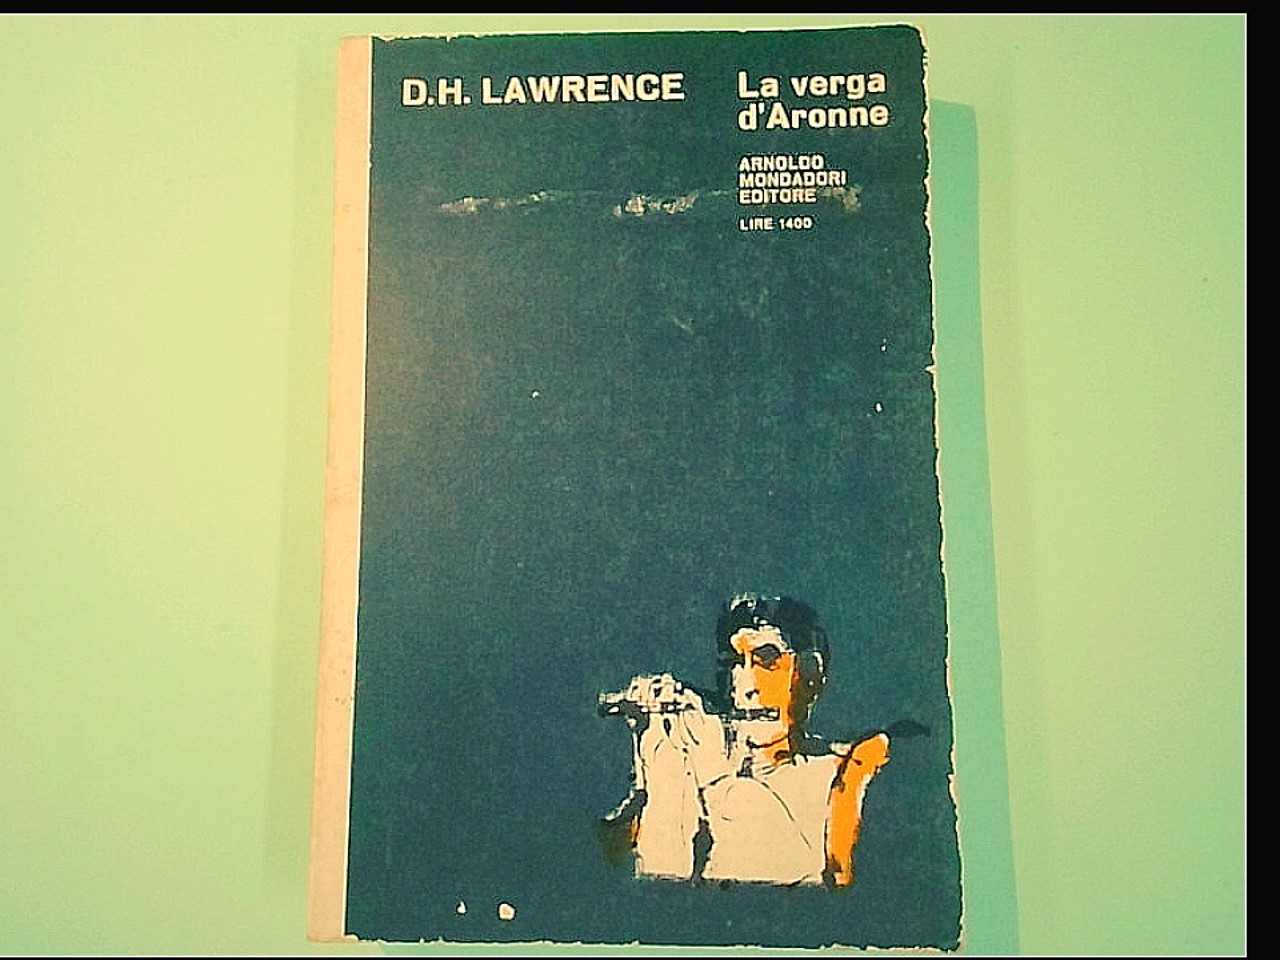 D.H. LAWRENCE
La verga
d'Aronne
ARNOLDO
MONDADORI
EDITORE
LIRE 1400